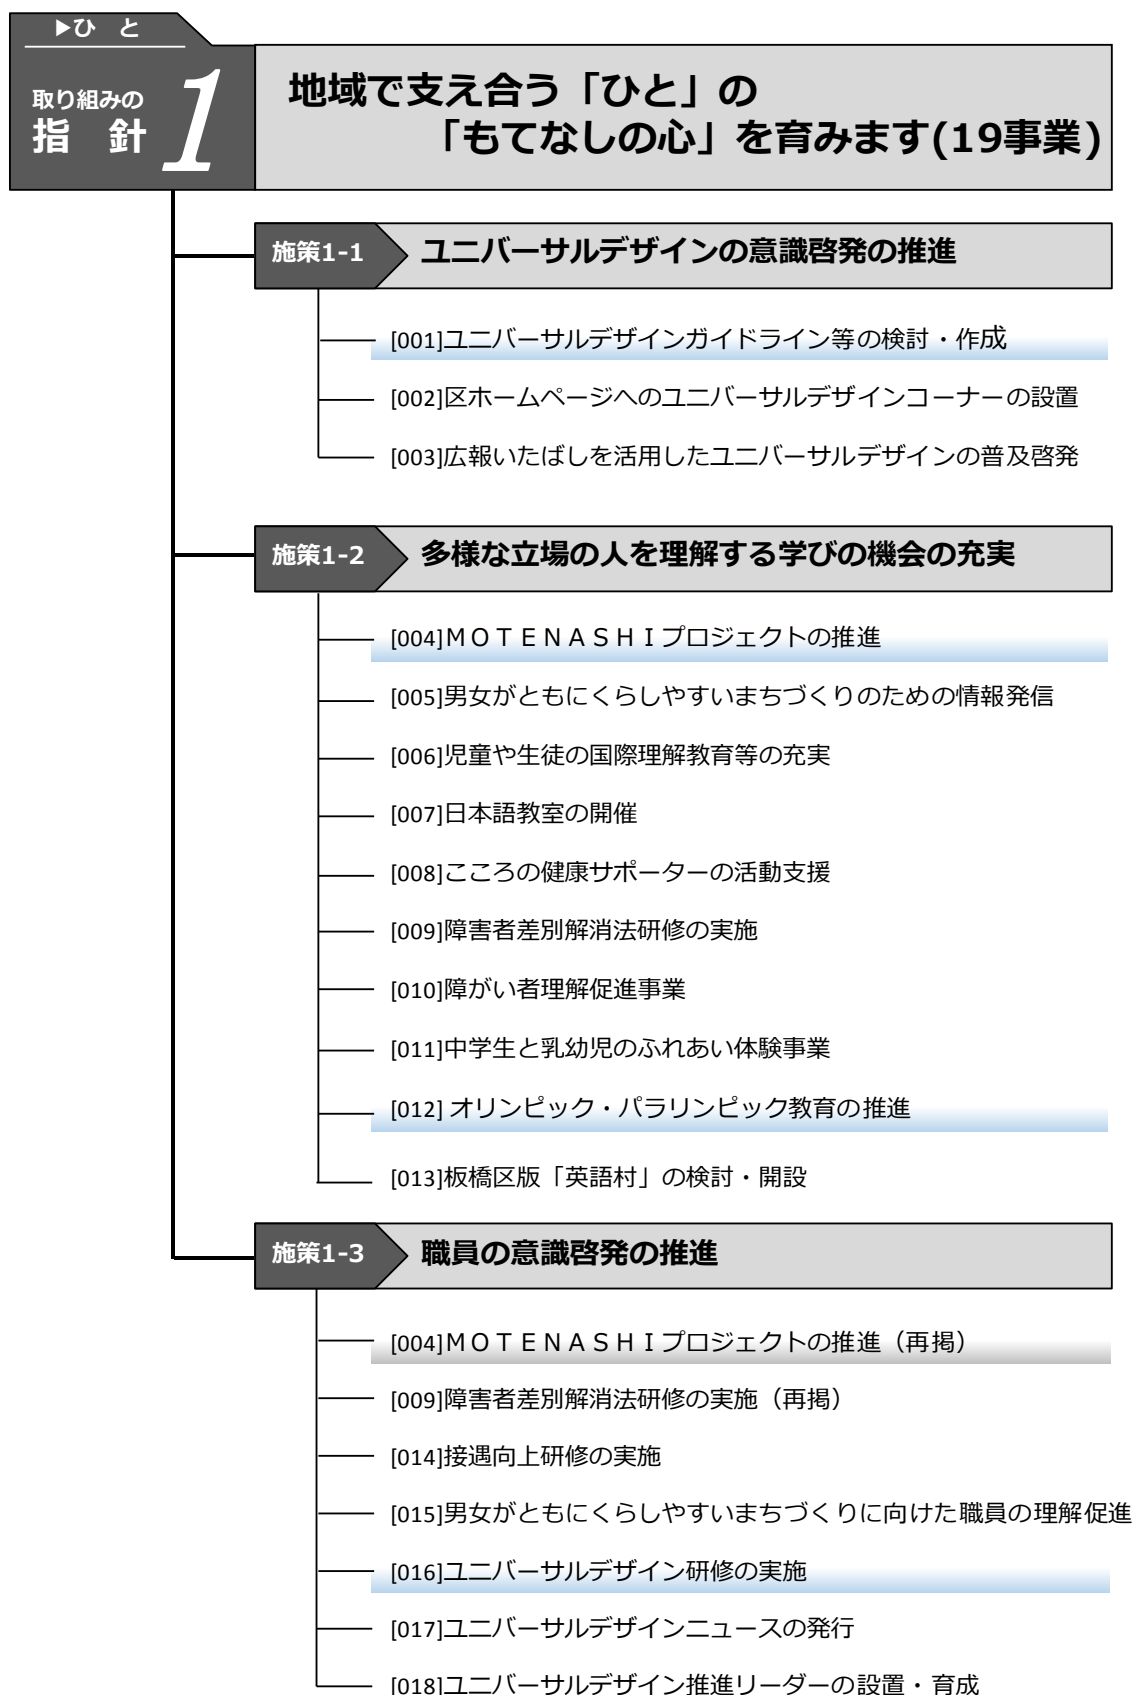 ▶ひ と
取り組みの
指 針 1
地域で支え合う「ひと」の
「もてなしの心」を育みます(19事業)
施策1-1 ユニバーサルデザインの意識啓発の推進
[001]ユニバーサルデザインガイドライン等の検討・作成
[002]区ホームページへのユニバーサルデザインコーナーの設置
[003]広報いたばしを活用したユニバーサルデザインの普及啓発
施策1-2 多様な立場の人を理解する学びの機会の充実
[004]ＭＯＴＥＮＡＳＨＩプロジェクトの推進
[005]男女がともにくらしやすいまちづくりのための情報発信
[006]児童や生徒の国際理解教育等の充実
[007]日本語教室の開催
[008]こころの健康サポーターの活動支援
[009]障害者差別解消法研修の実施
[010]障がい者理解促進事業
[011]中学生と乳幼児のふれあい体験事業
[012] オリンピック・パラリンピック教育の推進
[013]板橋区版「英語村」の検討・開設
施策1-3 職員の意識啓発の推進
[004]ＭＯＴＥＮＡＳＨＩプロジェクトの推進（再掲）
[009]障害者差別解消法研修の実施（再掲）
[014]接遇向上研修の実施
[015]男女がともにくらしやすいまちづくりに向けた職員の理解促進
[016]ユニバーサルデザイン研修の実施
[017]ユニバーサルデザインニュースの発行
[018]ユニバーサルデザイン推進リーダーの設置・育成